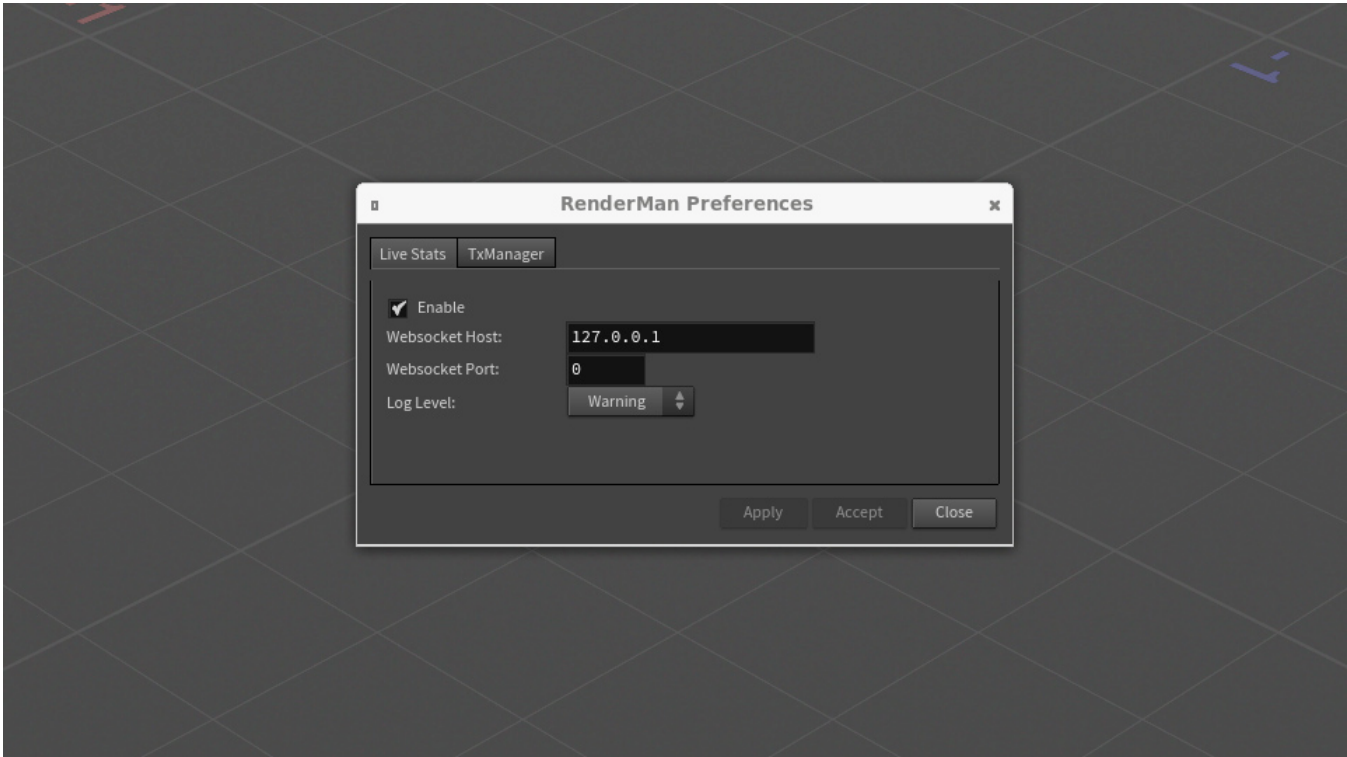 RenderMan Preferences
Live Stats TxManager
Enable
Websocket Host: 127.0.0.1
Websocket Port: 0
Log Level: Warning
Apply Accept Close